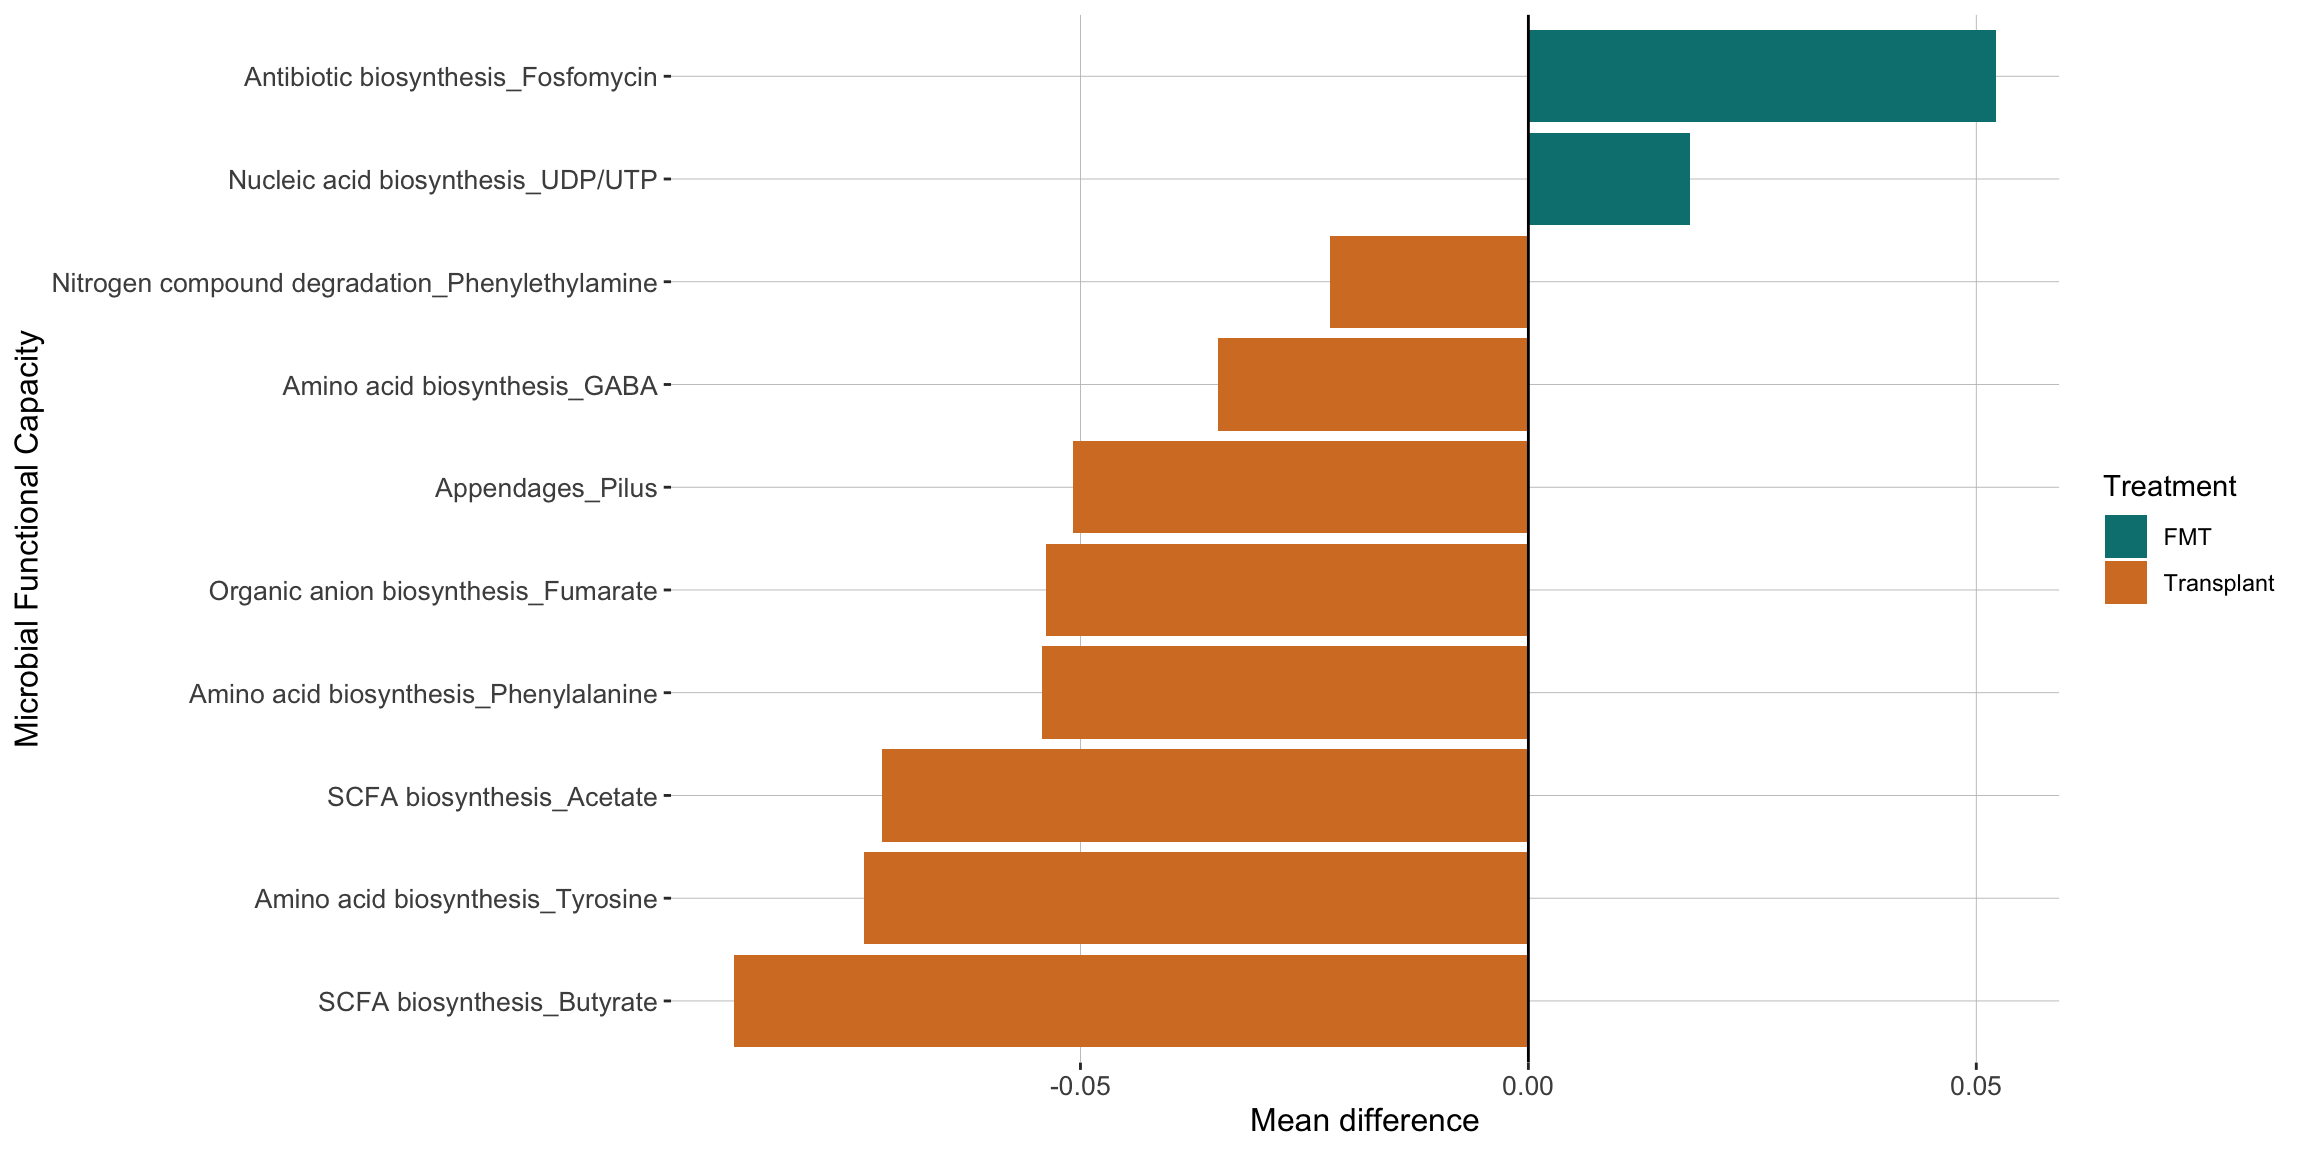 Microbial Functional Capacity
Antibiotic biosynthesis_Fosfomycin
Nucleic acid biosynthesis_UDP/UTP
Nitrogen compound degradation_Phenylethylamine
Amino acid biosynthesis_GABA
Appendages_Pilus
Organic anion biosynthesis_Fumarate
Amino acid biosynthesis_Phenylalanine
SCFA biosynthesis_Acetate
Amino acid biosynthesis_Tyrosine
SCFA biosynthesis_Butyrate
-0.05 0.00 0.05
Mean difference
Treatment
FMT
Transplant